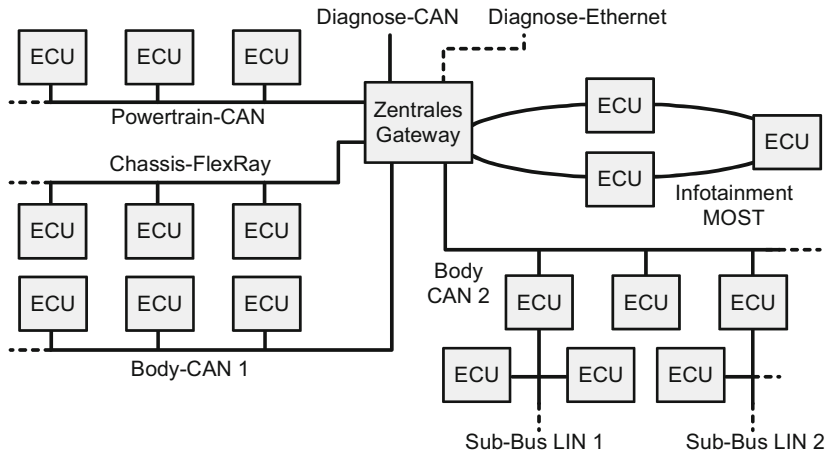 Diagnose-CAN
Diagnose-Ethernet
ECU
ECU
ECU
Powertrain-CAN
Zentrales
Gateway
ECU
ECU
ECU
Infotainment
MOST
Chassis-FlexRay
ECU
ECU
ECU
ECU
ECU
ECU
Body-CAN 1
Body
CAN 2
ECU
ECU
ECU
ECU
ECU
ECU
Sub-Bus LIN 1
Sub-Bus LIN 2